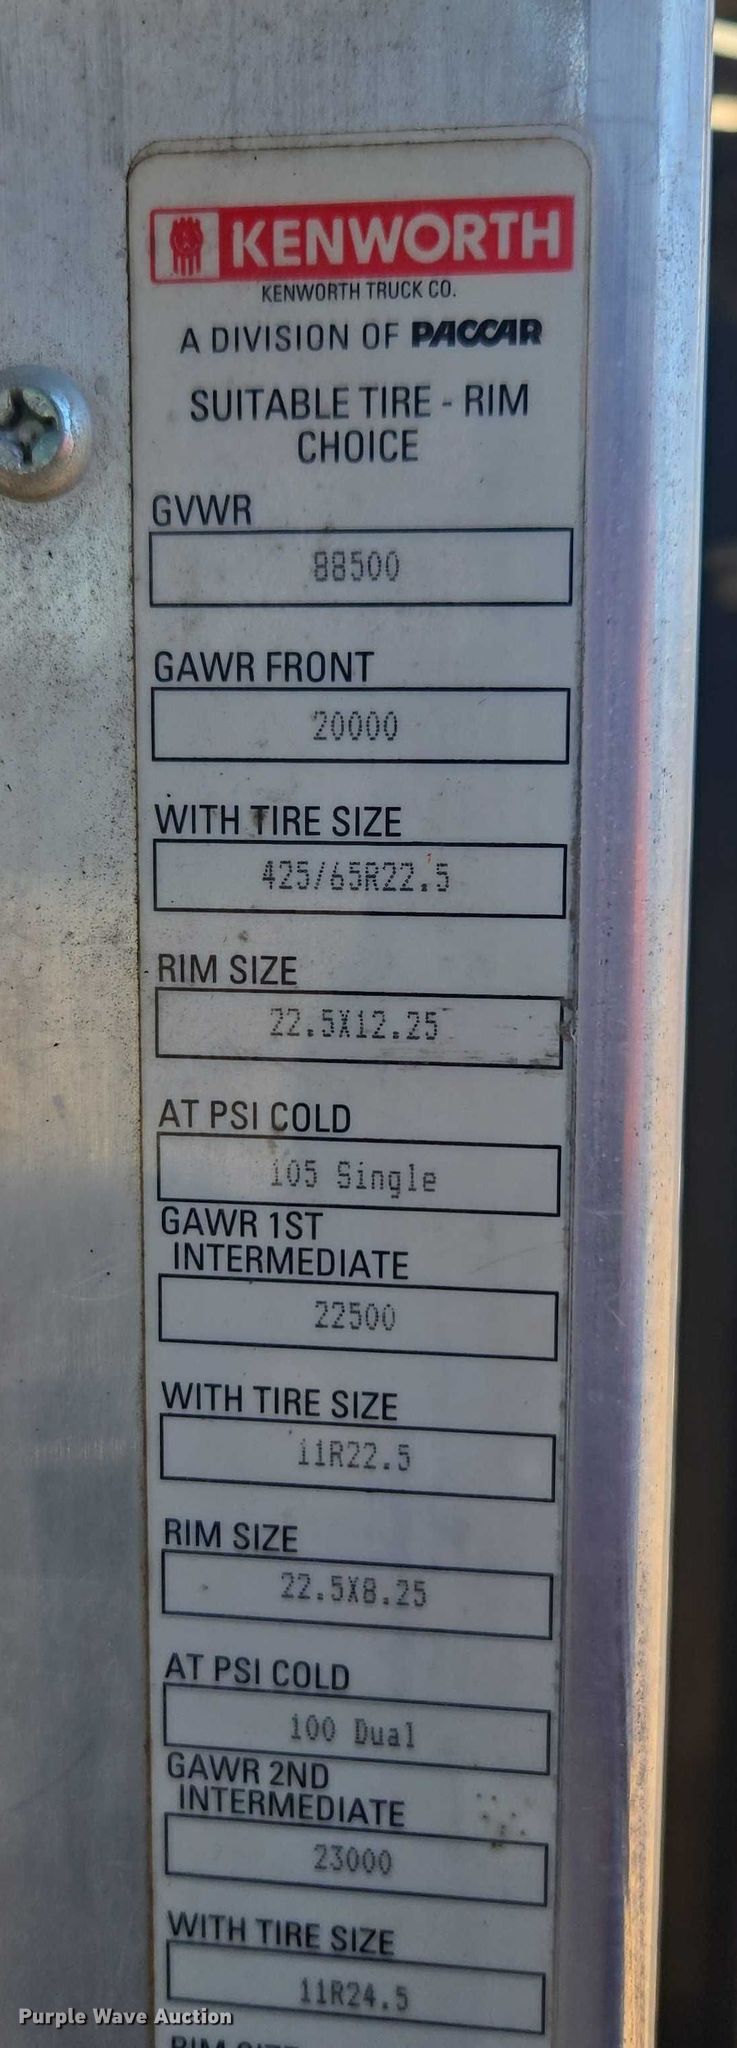 KENWORTH
KENWORTH TRUCK CO.
A DIVISION OF PACCAR
SUITABLE TIRE - RIM
CHOICE
GVWR
88500
GAWR FRONT
20000
WITH TIRE SIZE
425/65R22.5
RIM SIZE
22.5X12.25
AT PSI COLD
105 Single
GAWR 1ST
INTERMEDIATE
22500
WITH TIRE SIZE
11R22.5
RIM SIZE
22.5X8.25
AT PSI COLD
100 Dual
GAWR 2ND
INTERMEDIATE
23000
WITH TIRE SIZE
11R24.5
RIM SIZE
Purple Wave Auction